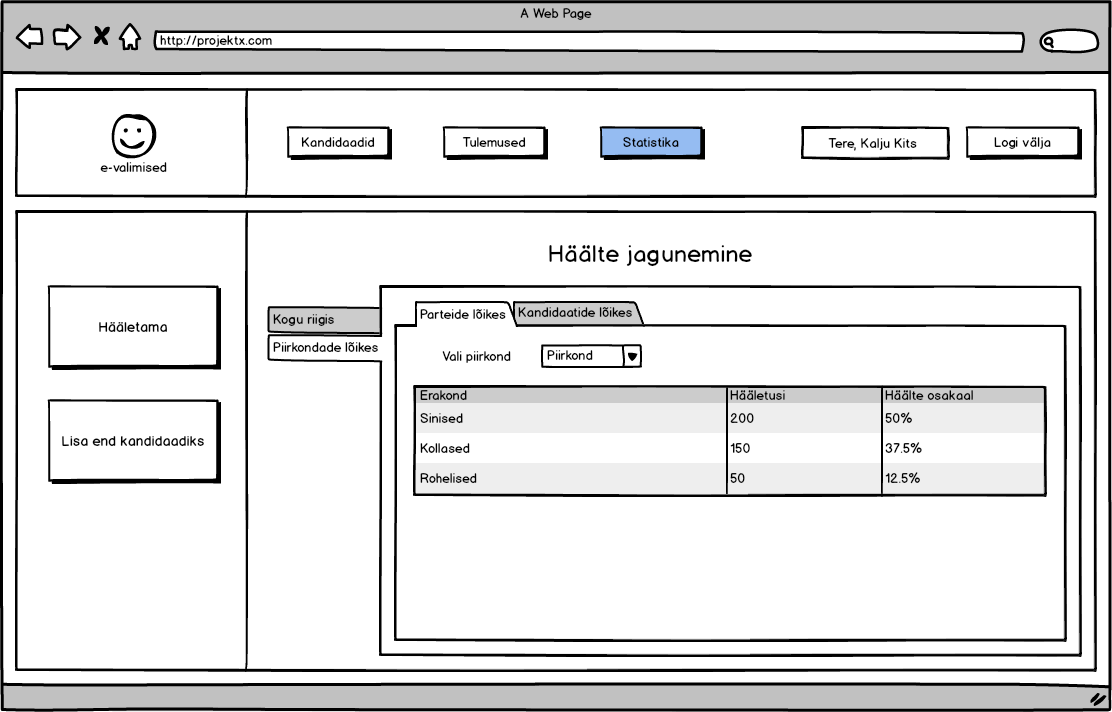 A Web Page
http://projektx.com
e-valimised
Kandidaadid
Tulemused
Statistika
Tere, Kalju Kits
Logi välja
Hääletama
Lisa end kandidaadiks
Häälte jagunemine
Kogu riigis
Piirkondade lõikes
Parteide lõikes
Kandidaatide lõikes
Vali piirkond
Piirkond
Erakond Hääletusi Häälte osakaal
Sinised 200 50%
Kollased 150 37.5%
Rohelised 50 12.5%